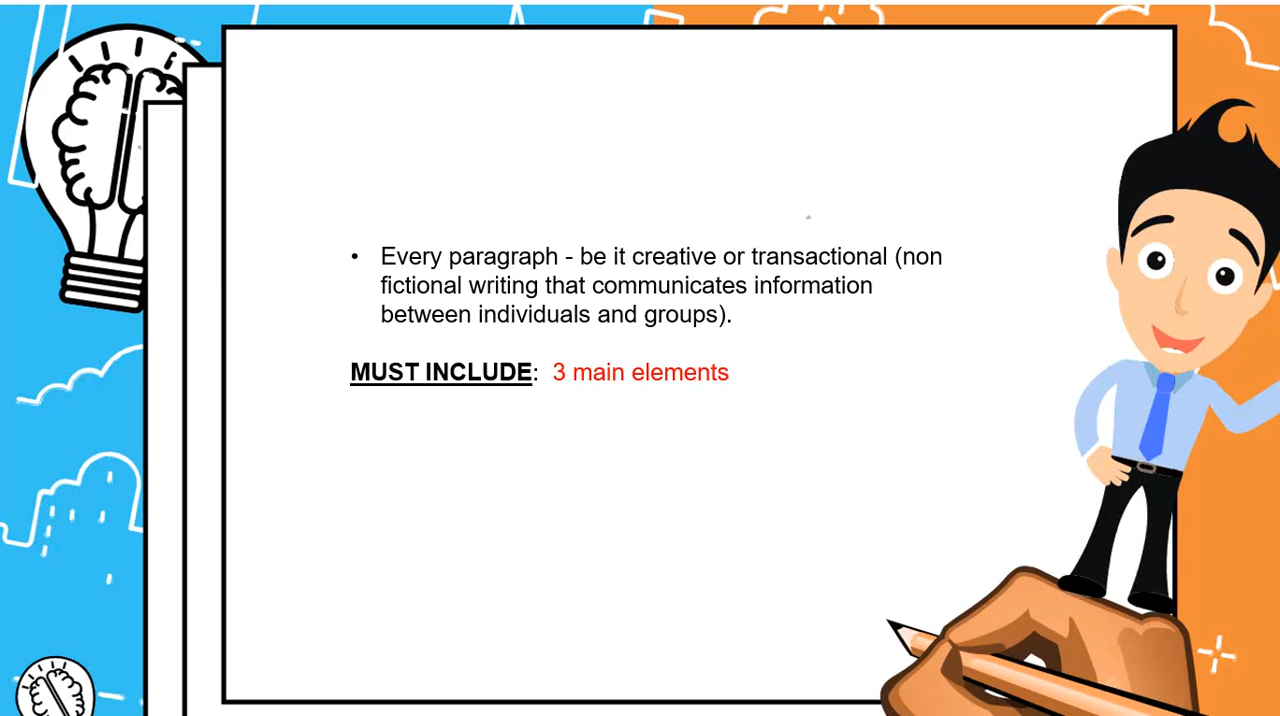 • Every paragraph - be it creative or transactional (non
fictional writing that communicates information
between individuals and groups).
MUST INCLUDE: 3 main elements